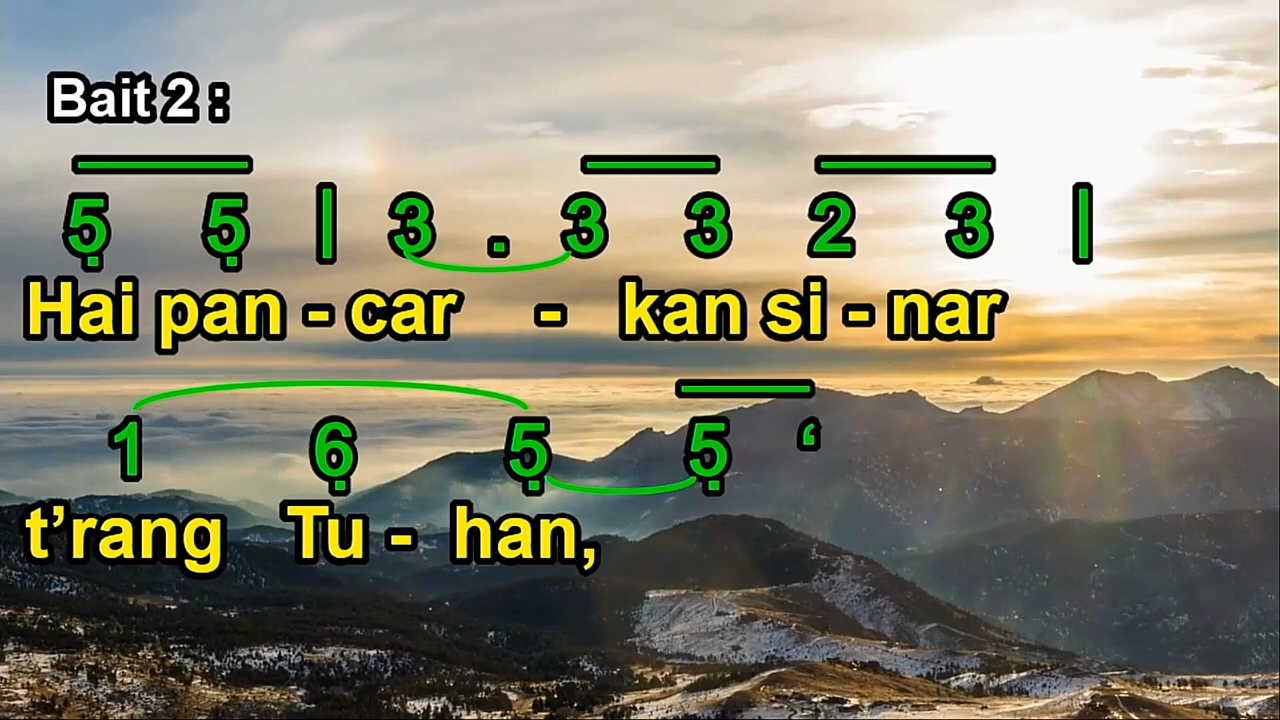 Bait 2 :
5̣ 5̣ | 3 . 3 3 2 3 |
Hai pan - car - kan si - nar
1 6̣ 5̣ 5̣ ‘
t’rang Tu - han,